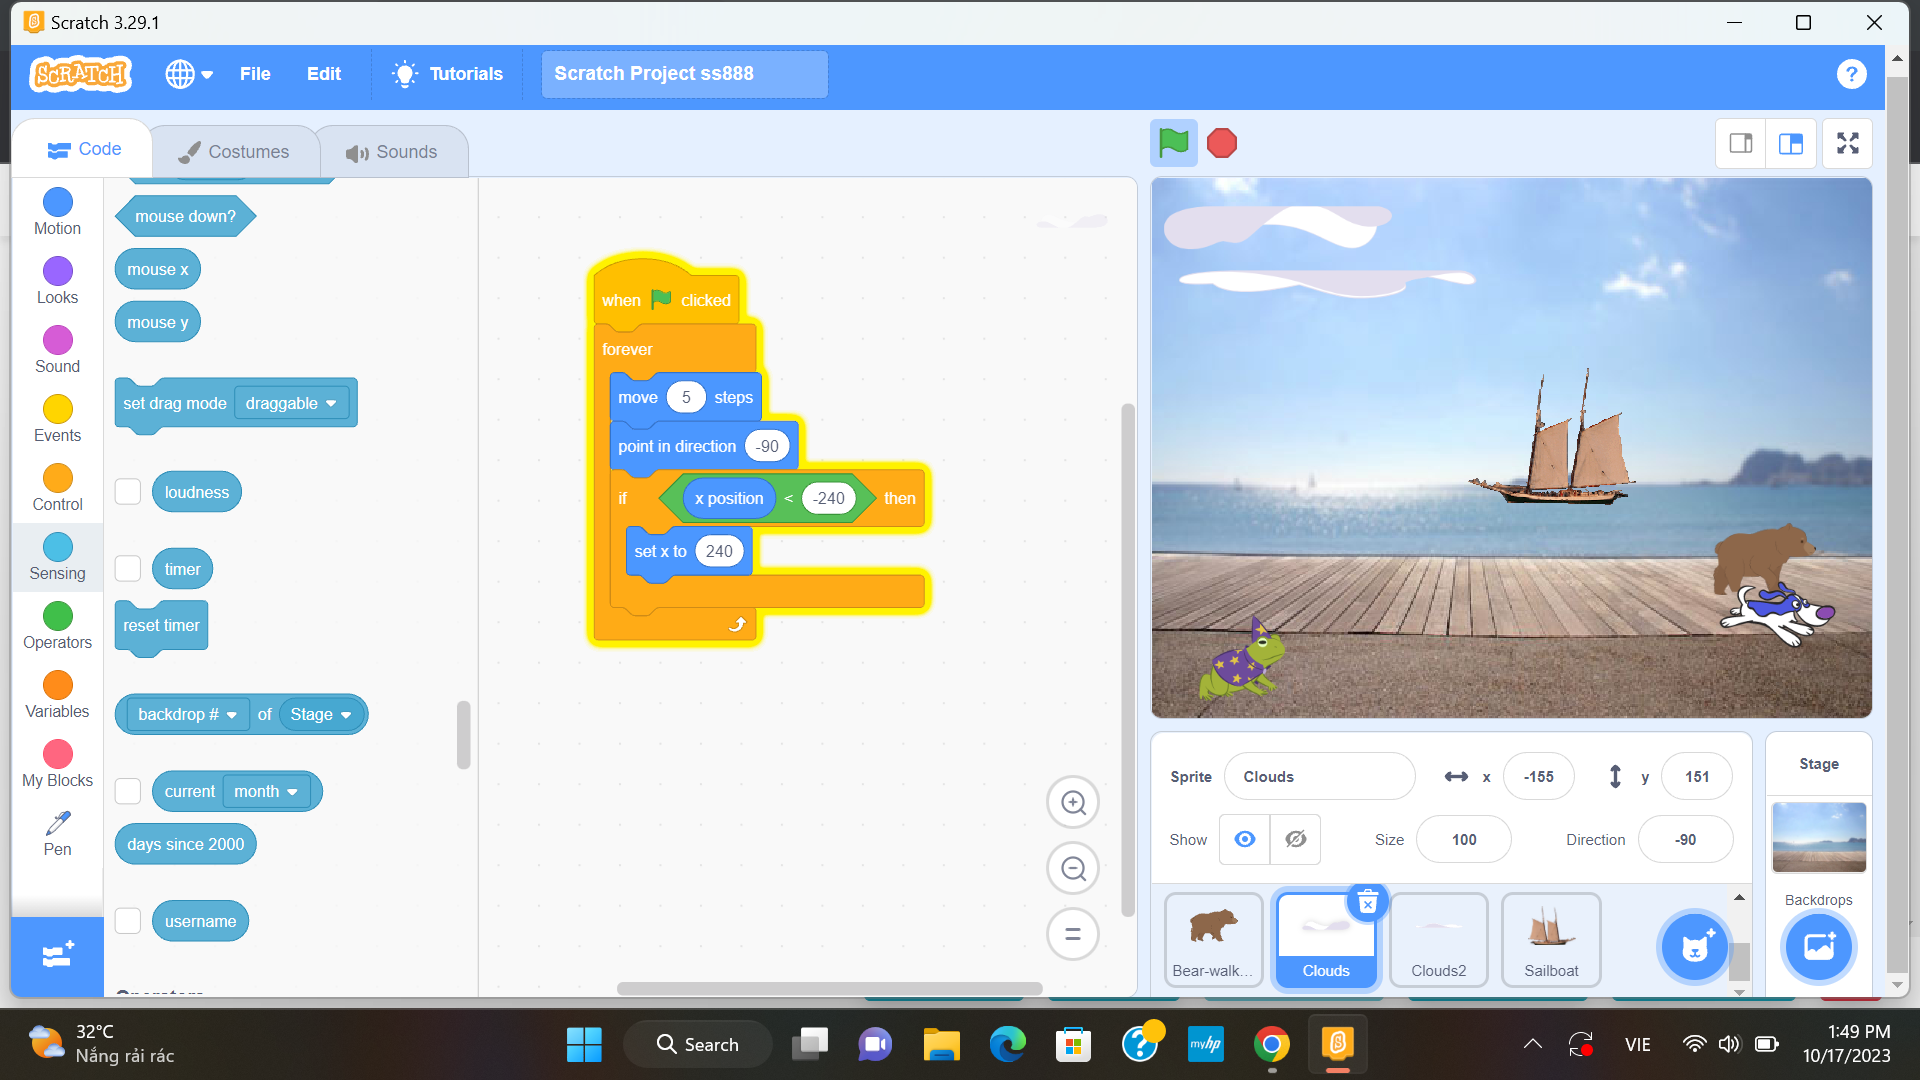 Scratch 3.29.1
SCRATCH
File
Edit
Tutorials
Scratch Project ss888
?
Code
Costumes
Sounds
Motion
Looks
Sound
Events
Control
Sensing
Operators
Variables
My Blocks
Pen
mouse down?
mouse x
mouse y
set drag mode draggable
loudness
timer
reset timer
backdrop # of Stage
current month
days since 2000
username
Operators
when clicked
forever
move 5 steps
point in direction -90
if x position < -240 then
set x to 240
Sprite Clouds x -155 y 151
Show Size 100 Direction -90
Bear-walk...
Clouds
Clouds2
Sailboat
Stage
Backdrops
32°C
Nắng rải rác
Search
myhp
VIE
1:49 PM
10/17/2023